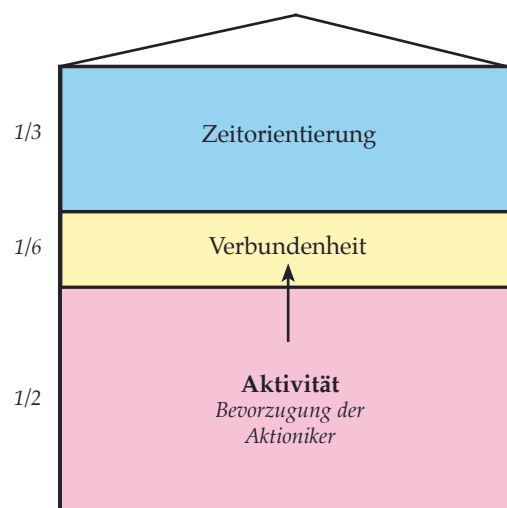 1/3
Zeitorientierung
1/6
Verbundenheit
1/2
Aktivität
Bevorzugung der
Aktioniker